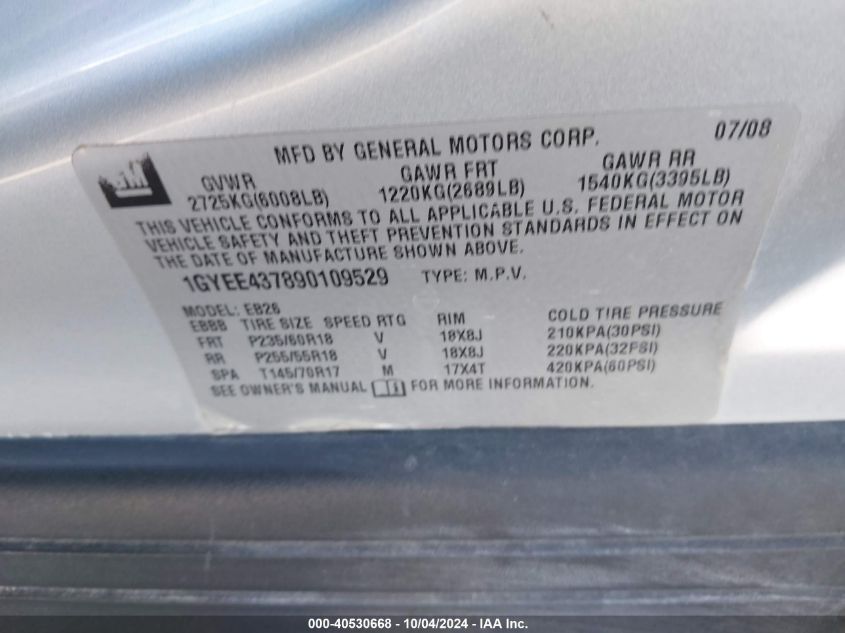 07/08
MFD BY GENERAL MOTORS CORP.
GM
GVWR GAWR FRT GAWR RR
2725KG(6008LB) 1220KG(2689LB) 1540KG(3395LB)
THIS VEHICLE CONFORMS TO ALL APPLICABLE U.S. FEDERAL MOTOR
VEHICLE SAFETY AND THEFT PREVENTION STANDARDS IN EFFECT ON
THE DATE OF MANUFACTURE SHOWN ABOVE.
1GYEE437890109529 TYPE: M.P.V.
MODEL: EB26
EBBB TIRE SIZE SPEED RTG RIM COLD TIRE PRESSURE
FRT P235/60R18 V 18X8J 210KPA(30PSI)
RR P255/55R18 V 18X8J 220KPA(32PSI)
SPA T145/70R17 M 17X4T 420KPA(60PSI)
SEE OWNER'S MANUAL FOR MORE INFORMATION.
000-40530668 - 10/04/2024 - IAA Inc.